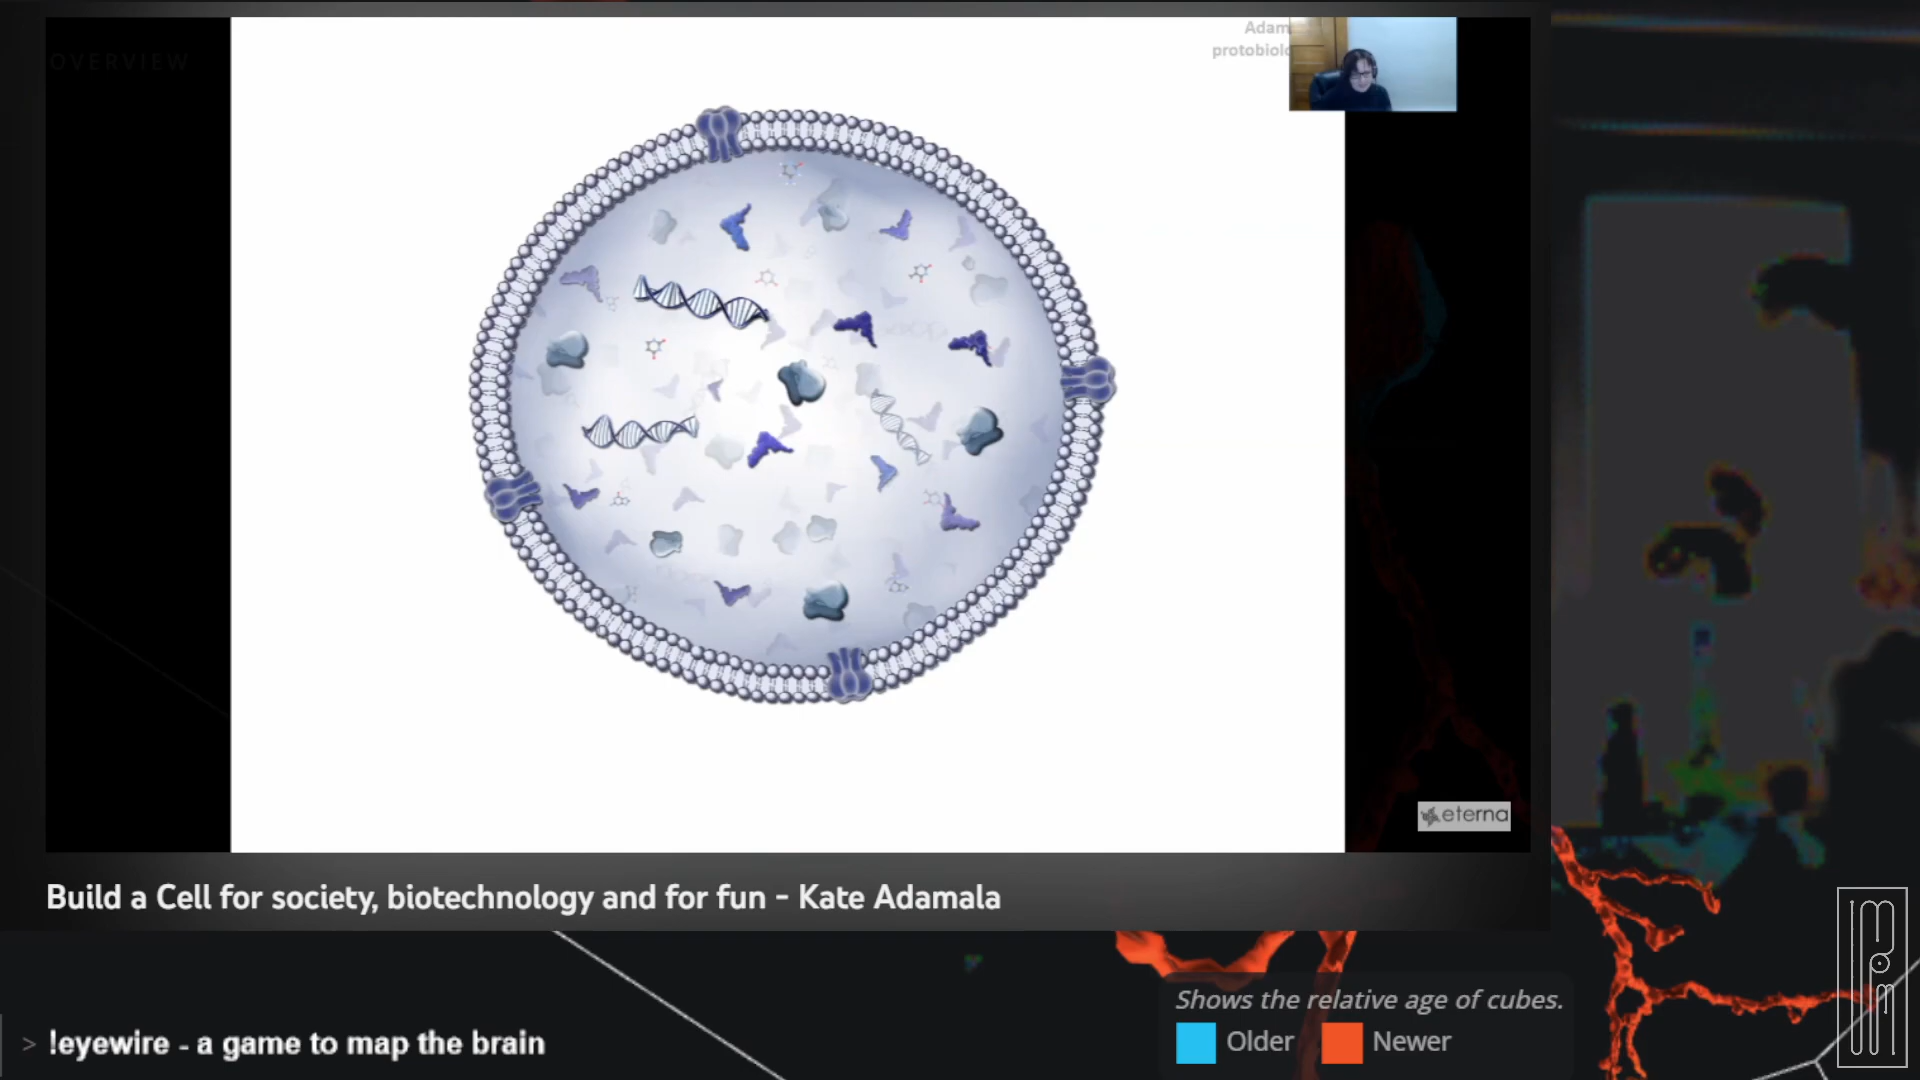 OVERVIEW
Adam
protobiolo
eterna
Build a Cell for society, biotechnology and for fun - Kate Adamala
Shows the relative age of cubes.
Older Newer
> !eyewire - a game to map the brain